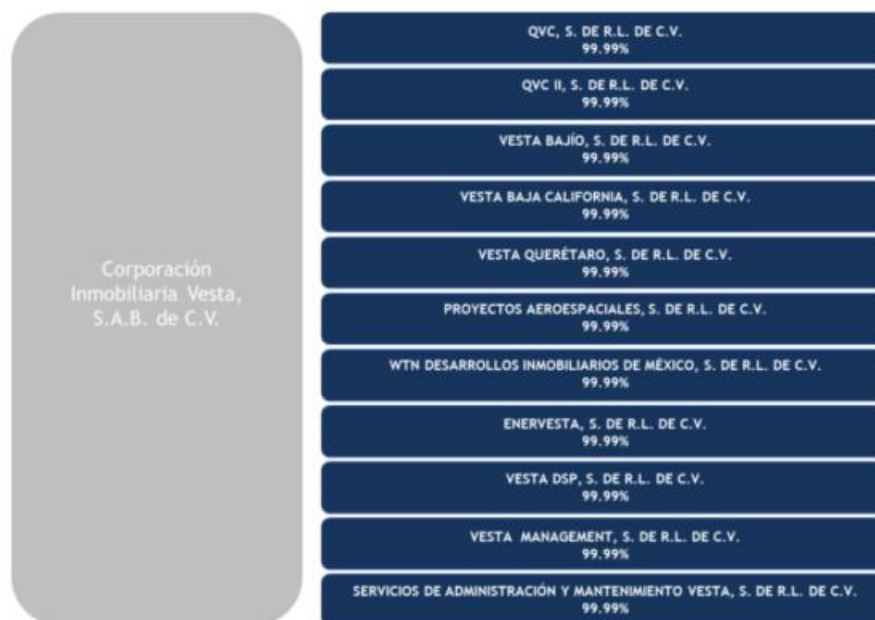 Corporación
Inmobiliaria Vesta,
S.A.B. de C.V.
QVC, S. DE R.L. DE C.V.
99.99%
QVC II, S. DE R.L. DE C.V.
99.99%
VESTA BAJÍO, S. DE R.L. DE C.V.
99.99%
VESTA BAJA CALIFORNIA, S. DE R.L. DE C.V.
99.99%
VESTA QUERÉTARO, S. DE R.L. DE C.V.
99.99%
PROYECTOS AEROESPACIALES, S. DE R.L. DE C.V.
99.99%
WTN DESARROLLOS INMOBILIARIOS DE MÉXICO, S. DE R.L. DE C.V.
99.99%
ENERVESTA, S. DE R.L. DE C.V.
99.99%
VESTA DSP, S. DE R.L. DE C.V.
99.99%
VESTA MANAGEMENT, S. DE R.L. DE C.V.
99.99%
SERVICIOS DE ADMINISTRACIÓN Y MANTENIMIENTO VESTA, S. DE R.L. DE C.V.
99.99%